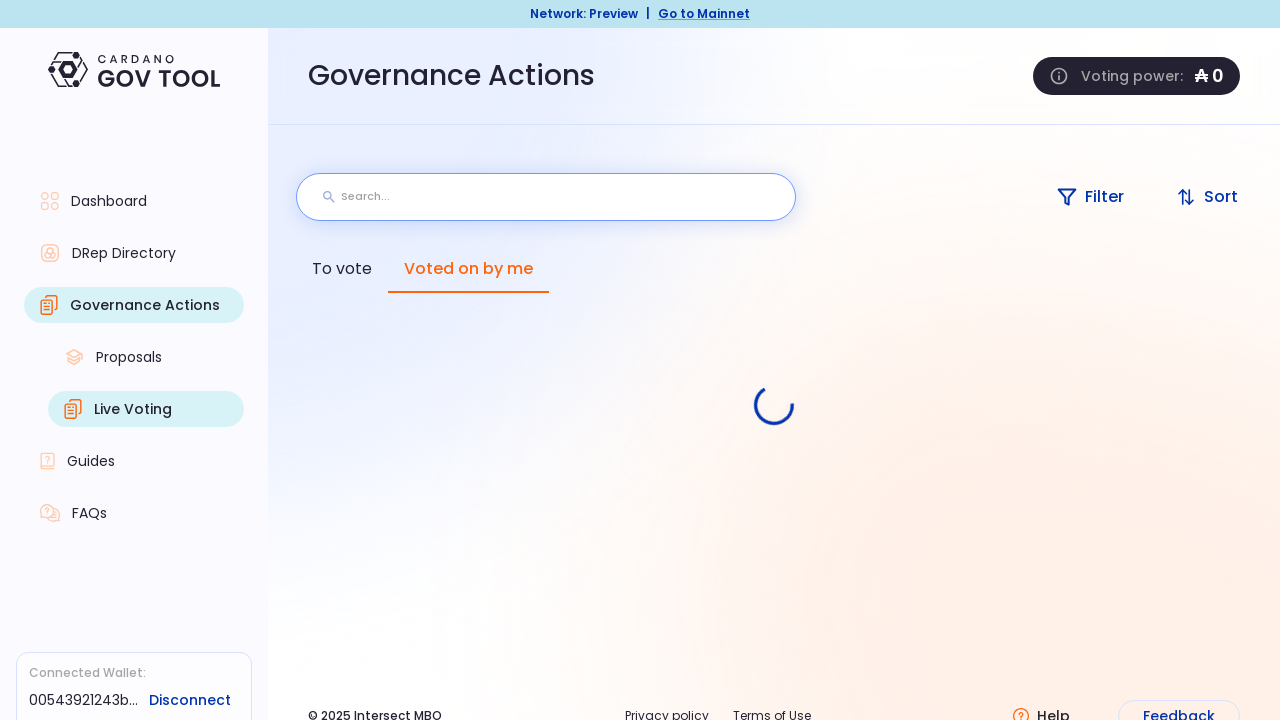 Network: Preview | Go to Mainnet
CARDANO
GOV TOOL
Governance Actions
Voting power: ₳ 0
Search...
Filter
Sort
To vote
Voted on by me
Dashboard
DRep Directory
Governance Actions
Proposals
Live Voting
Guides
FAQs
Connected Wallet:
00543921243b... Disconnect
© 2025 Intersect MBO
Privacy policy
Terms of Use
Help
Feedback